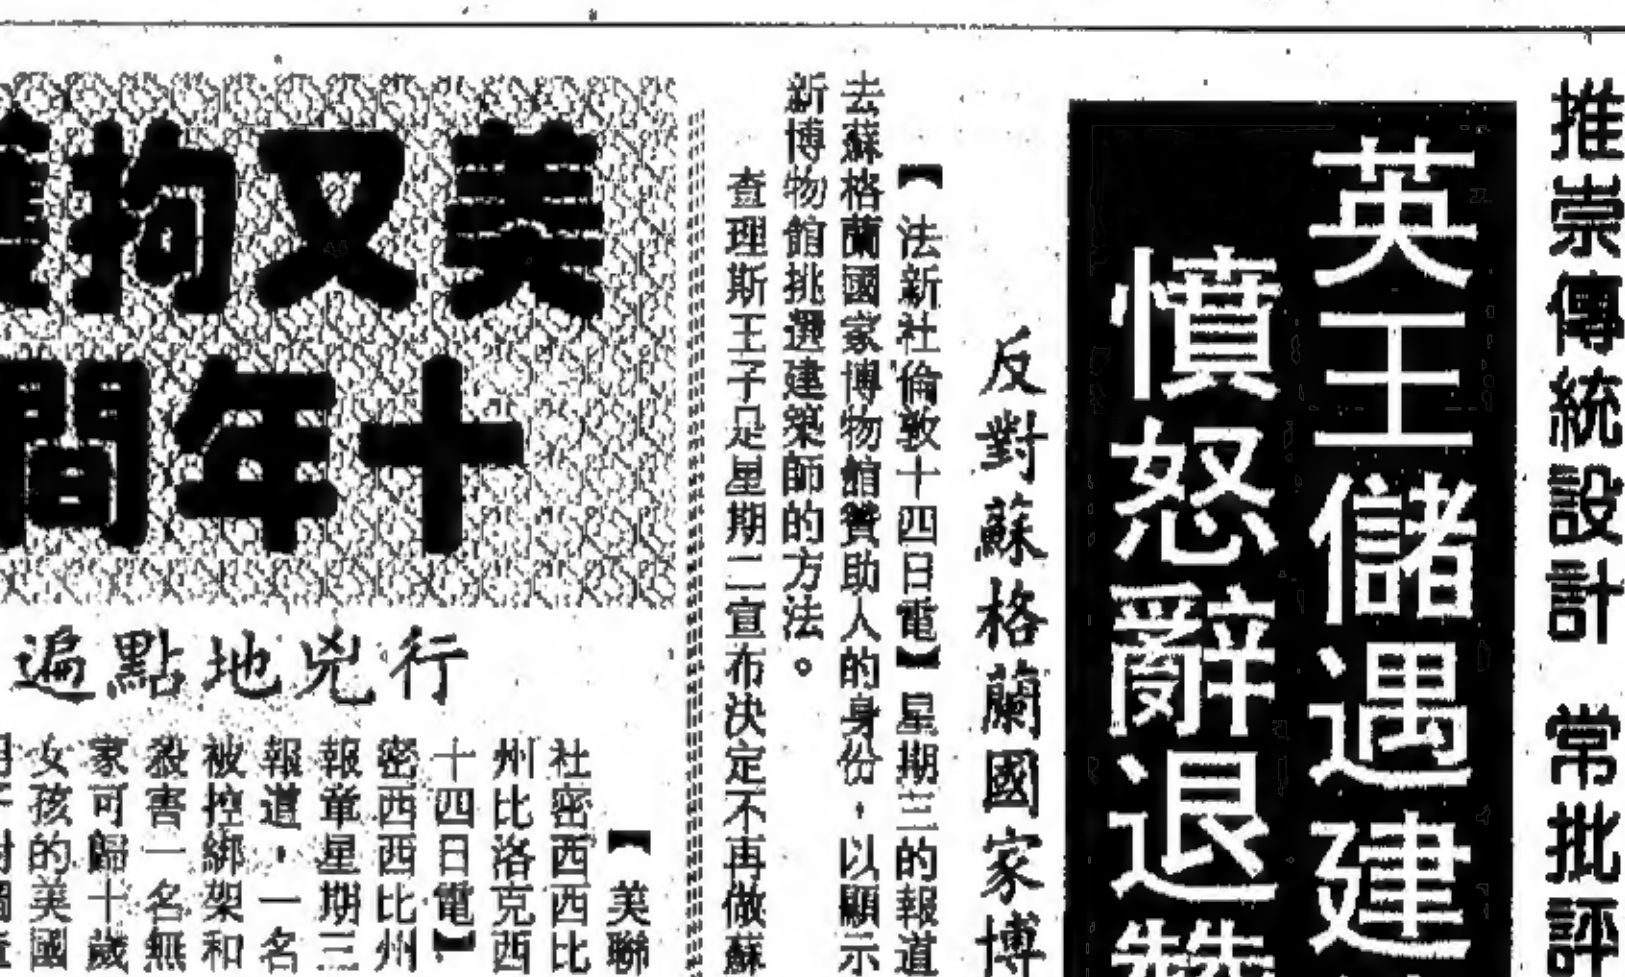 推崇傳統設計 常批評
英王儲遇建
憤怒辭退
反對蘇格蘭國家博
【法新社倫敦十四日電】星期三的報道
去蘇格蘭國家博物館贊助人的身份，以顯示
新博物館挑選建築師的方法。
查理斯王子是星期二宣布決定不再做蘇
美又拘
十年間
行兇地點遍
【美聯
社密西西比
州比洛克西
十四日電】
密西西比州
報章星期三
報道，一名
被控綁架和
殺害一名無
家可歸十歲
女孩的美國